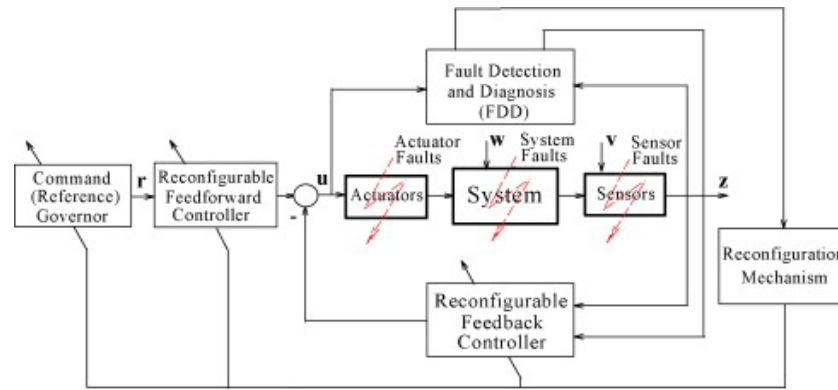 Fault Detection
and Diagnosis
(FDD)
Actuator
Faults
w
System
Faults
v
Sensor
Faults
Command
(Reference)
Governor
r
Reconfigurable
Feedforward
Controller
-
u
Actuators
System
Sensors
z
Reconfiguration
Mechanism
Reconfigurable
Feedback
Controller